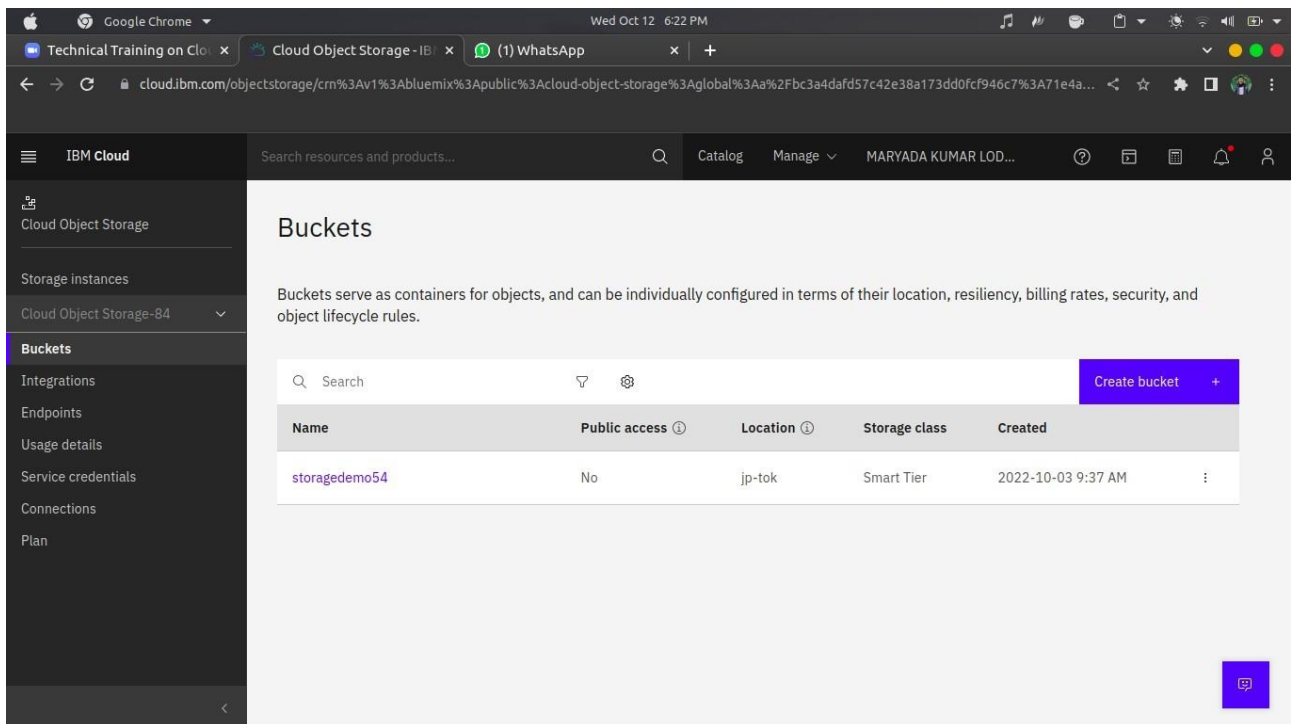 Google Chrome
Wed Oct 12 6:22 PM
Technical Training on Clo
Cloud Object Storage - IB
(1) WhatsApp
cloud.ibm.com/objectstorage/crn%3Av1%3Abluemix%3Apublic%3Acloud-object-storage%3Aglobal%3Aa%2Fbc3a4dafd57c42e38a173dd0fcf946c7%3A71e4a...
IBM Cloud
Search resources and products...
Catalog
Manage
MARYADA KUMAR LOD...
Cloud Object Storage
Storage instances
Cloud Object Storage-84
Buckets
Integrations
Endpoints
Usage details
Service credentials
Connections
Plan
Buckets
Buckets serve as containers for objects, and can be individually configured in terms of their location, resiliency, billing rates, security, and
object lifecycle rules.
Search
Create bucket +
Name Public access Location Storage class Created
storagedemo54 No jp-tok Smart Tier 2022-10-03 9:37 AM